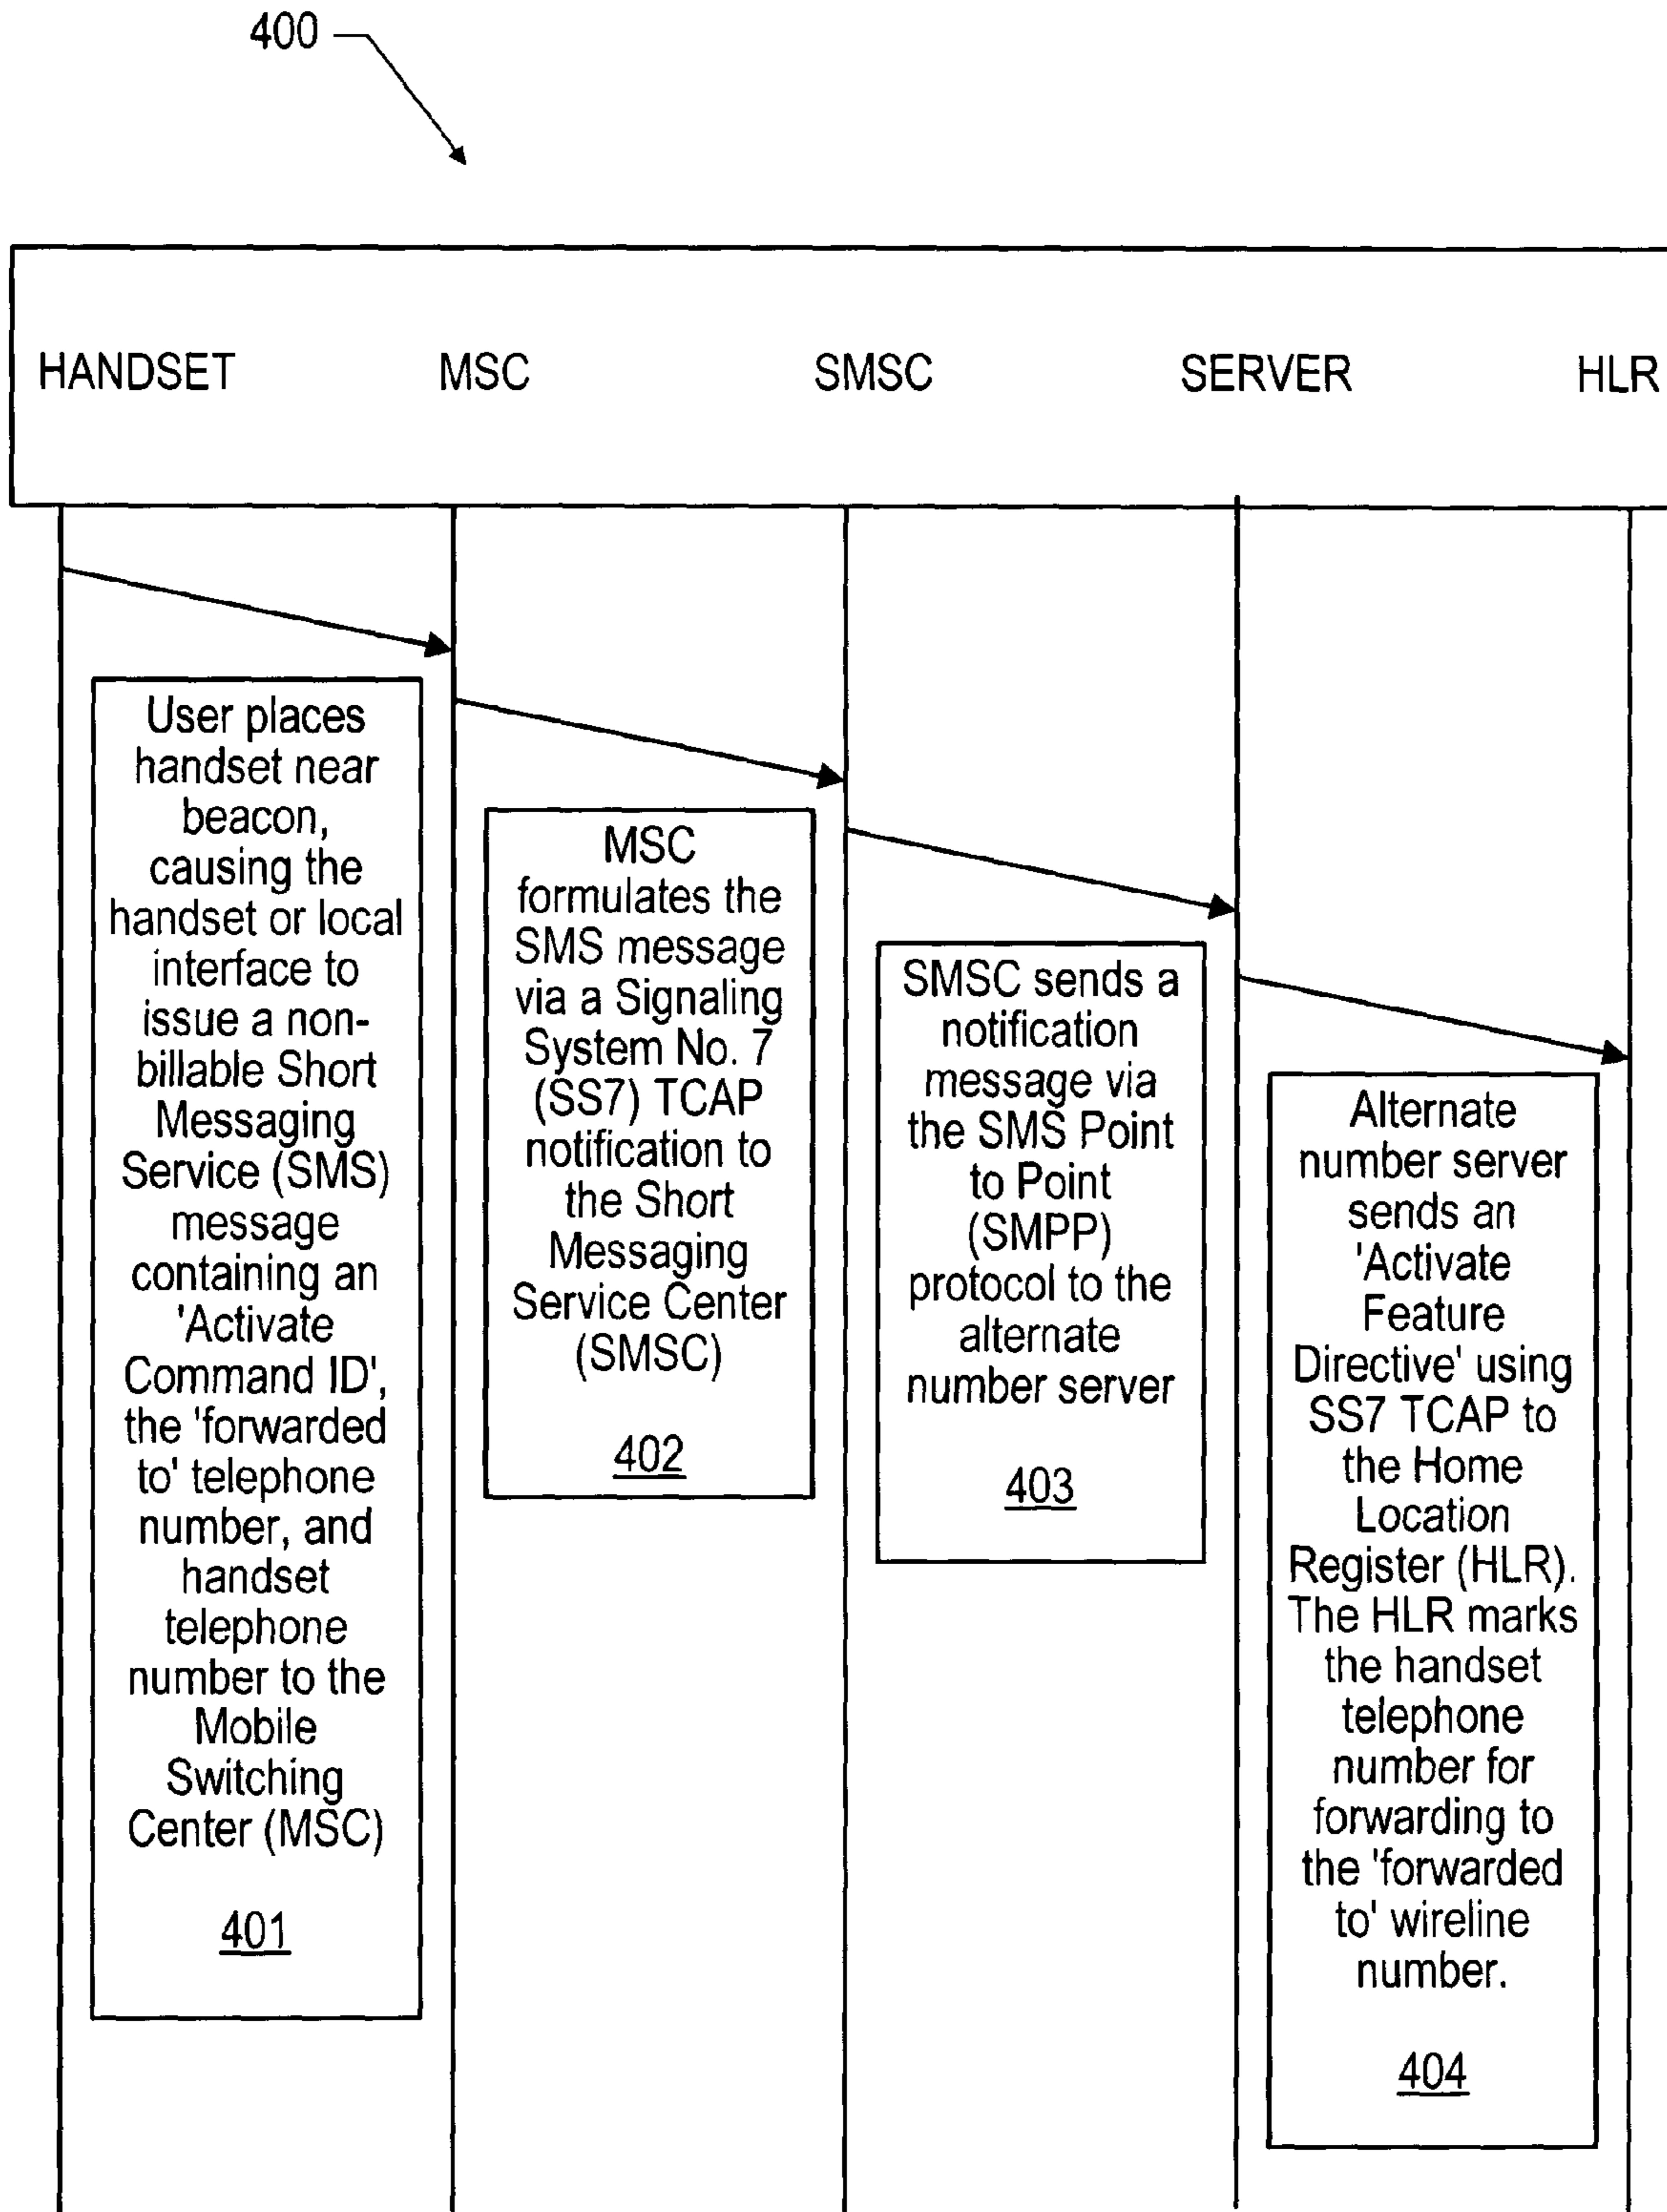 400
HANDSET MSC SMSC SERVER HLR
User places
handset near
beacon,
causing the
handset or local
interface to
issue a non-
billable Short
Messaging
Service (SMS)
message
containing an
'Activate
Command ID',
the 'forwarded
to' telephone
number, and
handset
telephone
number to the
Mobile
Switching
Center (MSC)
401
MSC
formulates the
SMS message
via a Signaling
System No. 7
(SS7) TCAP
notification to
the Short
Messaging
Service Center
(SMSC)
402
SMSC sends a
notification
message via
the SMS Point
to Point
(SMPP)
protocol to the
alternate
number server
403
Alternate
number server
sends an
'Activate
Feature
Directive' using
SS7 TCAP to
the Home
Location
Register (HLR).
The HLR marks
the handset
telephone
number for
forwarding to
the 'forwarded
to' wireline
number.
404